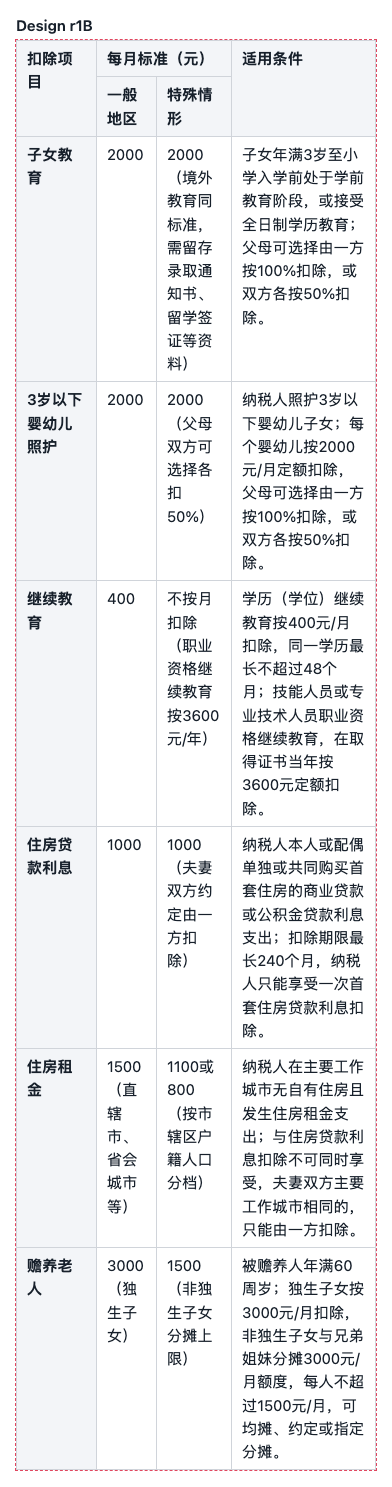 Design r1B
扣除项
目
每月标准（元）
适用条件
一般
地区
特殊情
形
子女教
育
2000
2000
（境外
教育同
标准，
需留存
录取通
知书、
留学签
证等资
料）
子女年满3岁至小
学入学前处于学前
教育阶段，或接受
全日制学历教育；
父母可选择由一方
按100%扣除，或
双方各按50%扣
除。
3岁以下
婴幼儿
照护
2000
2000
（父母
双方可
选择各
扣
50%）
纳税人照护3岁以
下婴幼儿子女；每
个婴幼儿按2000
元/月定额扣除，
父母可选择由一方
按100%扣除，或
双方各按50%扣
除。
继续教
育
400
不按月
扣除
（职业
资格继
续教育
按3600
元/年）
学历（学位）继续
教育按400元/月
扣除，同一学历最
长不超过48个
月；技能人员或专
业技术人员职业资
格继续教育，在取
得证书当年按
3600元定额扣
除。
住房贷
款利息
1000
1000
（夫妻
双方约
定由一
方扣
除）
纳税人本人或配偶
单独或共同购买首
套住房的商业贷款
或公积金贷款利息
支出；扣除期限最
长240个月，纳税
人只能享受一次首
套住房贷款利息扣
除。
住房租
金
1500
（直
辖
市、
省会
城市
等）
1100或
800
（按市
辖区户
籍人口
分档）
纳税人在主要工作
城市无自有住房且
发生住房租金支
出；与住房贷款利
息扣除不可同时享
受，夫妻双方主要
工作城市相同的，
只能由一方扣除。
赡养老
人
3000
（独
生子
女）
1500
（非独
生子女
分摊上
限）
被赡养人年满60
周岁；独生子女按
3000元/月扣除，
非独生子女与兄弟
姐妹分摊3000元/
月额度，每人不超
过1500元/月，可
均摊、约定或指定
分摊。